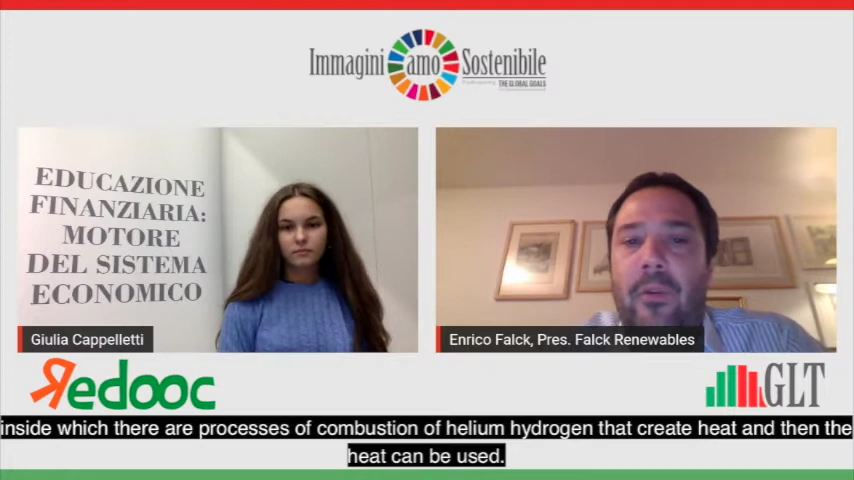 Immagini amo Sostenibile
THE GLOBAL GOALS
EDUCAZIONE
FINANZIARIA:
MOTORE
DEL SISTEMA
ECONOMICO
Giulia Cappelletti
Enrico Falck, Pres. Falck Renewables
Redooc
GLT
inside which there are processes of combustion of helium hydrogen that create heat and then the
heat can be used.